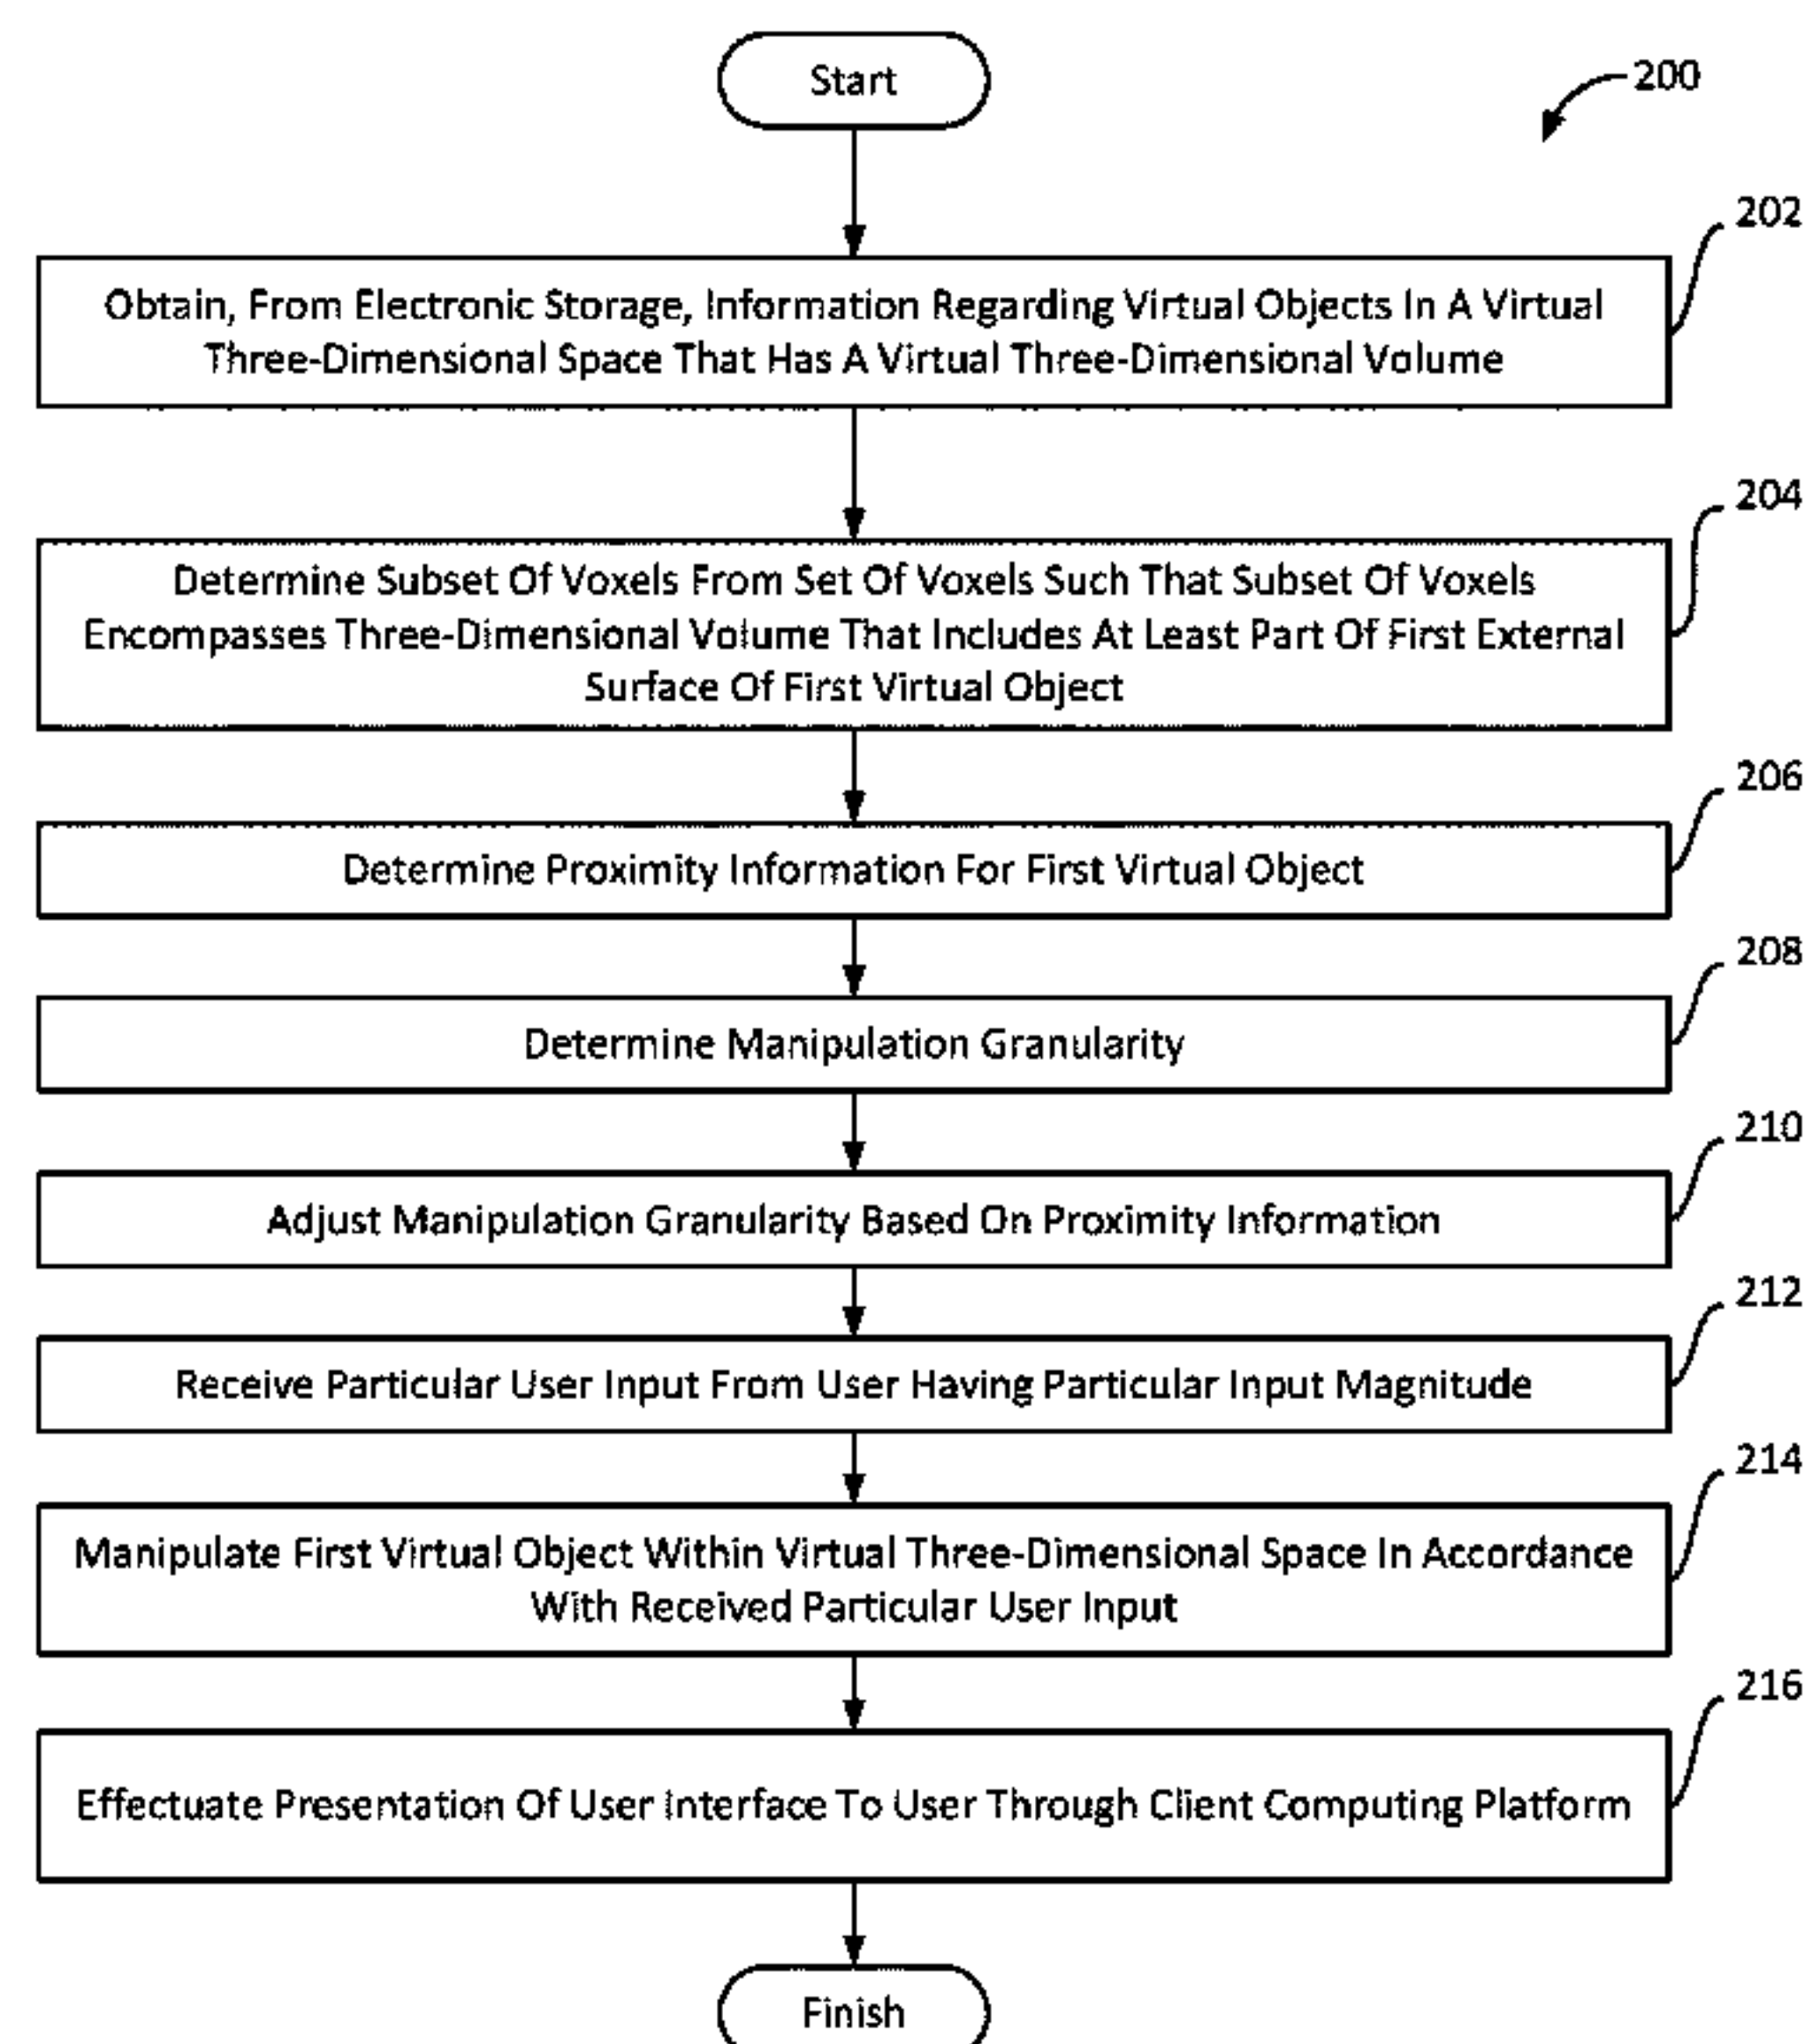 Start
200
202
Obtain, From Electronic Storage, Information Regarding Virtual Objects In A Virtual
Three-Dimensional Space That Has A Virtual Three-Dimensional Volume
204
Determine Subset Of Voxels From Set Of Voxels Such That Subset Of Voxels
Encompasses Three-Dimensional Volume That Includes At Least Part Of First External
Surface Of First Virtual Object
206
Determine Proximity Information For First Virtual Object
208
Determine Manipulation Granularity
210
Adjust Manipulation Granularity Based On Proximity Information
212
Receive Particular User Input From User Having Particular Input Magnitude
214
Manipulate First Virtual Object Within Virtual Three-Dimensional Space In Accordance
With Received Particular User Input
216
Effectuate Presentation Of User Interface To User Through Client Computing Platform
Finish